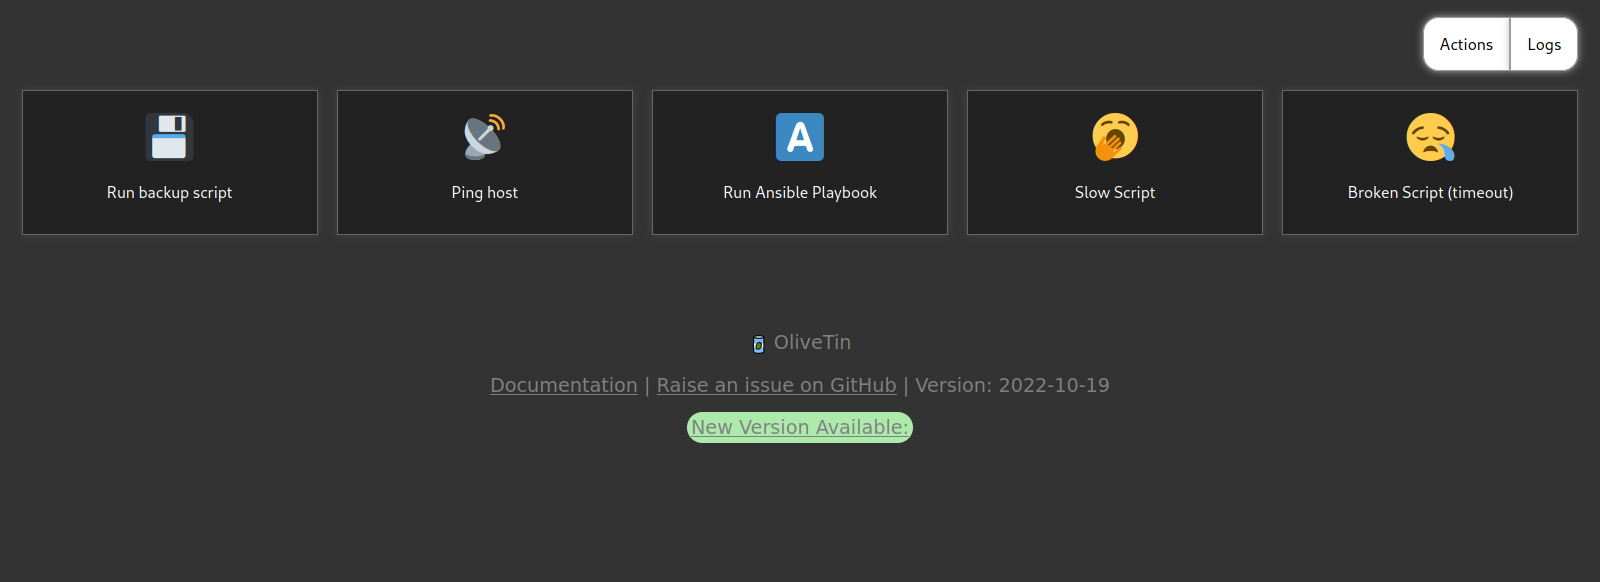 Actions Logs
Run backup script
Ping host
A
Run Ansible Playbook
Slow Script
Broken Script (timeout)
OliveTin
Documentation | Raise an issue on GitHub | Version: 2022-10-19
New Version Available: